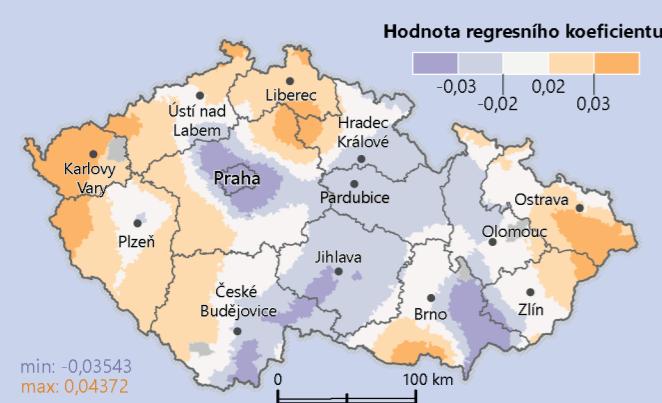 Hodnota regresního koeficientu
-0,03
0,02
-0,02
0,03
Liberec
Ústí nad
Labem
Hradec
Králové
Karlovy
Vary
Praha
Pardubice
Ostrava
Plzeň
Olomouc
Jihlava
České
Budějovice
Brno
Zlín
min: -0,03543
max: 0,04372
0
100 km